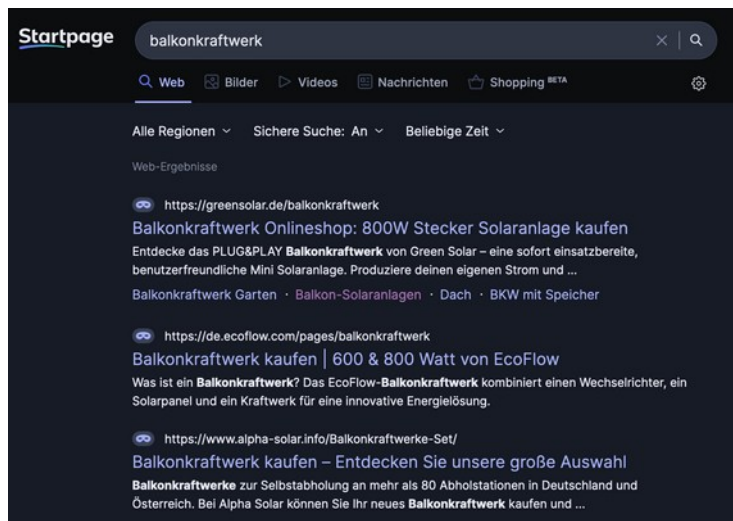 Startpage
balkonkraftwerk
Web Bilder Videos Nachrichten Shopping BETA
Alle Regionen Sichere Suche: An Beliebige Zeit
Web-Ergebnisse
https://greensolar.de/balkonkraftwerk
Balkonkraftwerk Onlineshop: 800W Stecker Solaranlage kaufen
Entdecke das PLUG&PLAY Balkonkraftwerk von Green Solar – eine sofort einsatzbereite,
benutzerfreundliche Mini Solaranlage. Produziere deinen eigenen Strom und ...
Balkonkraftwerk Garten · Balkon-Solaranlagen · Dach · BKW mit Speicher
https://de.ecoflow.com/pages/balkonkraftwerk
Balkonkraftwerk kaufen | 600 & 800 Watt von EcoFlow
Was ist ein Balkonkraftwerk? Das EcoFlow-Balkonkraftwerk kombiniert einen Wechselrichter, ein
Solarpanel und ein Kraftwerk für eine innovative Energielösung.
https://www.alpha-solar.info/Balkonkraftwerke-Set/
Balkonkraftwerk kaufen – Entdecken Sie unsere große Auswahl
Balkonkraftwerke zur Selbstabholung an mehr als 80 Abholstationen in Deutschland und
Österreich. Bei Alpha Solar können Sie Ihr neues Balkonkraftwerk kaufen und ...